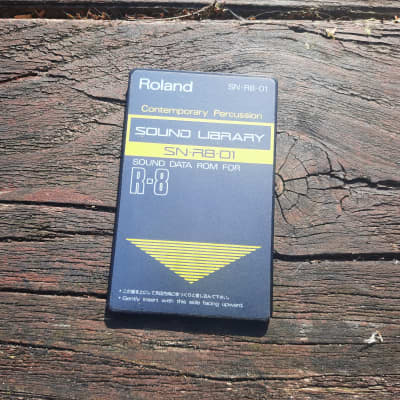 Roland SN-R8-01
Contemporary Percussion
SOUND LIBRARY
SN-R8-01
SOUND DATA ROM FOR
R-8
• Gently insert with this side facing upward.